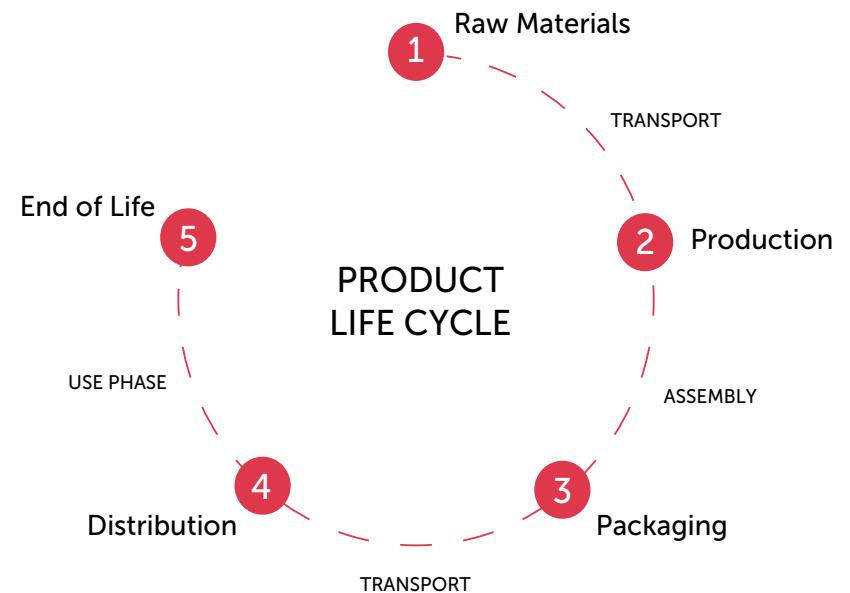 1
Raw Materials
TRANSPORT
2
Production
ASSEMBLY
3
Packaging
TRANSPORT
4
Distribution
USE PHASE
5
End of Life
PRODUCT
LIFE CYCLE